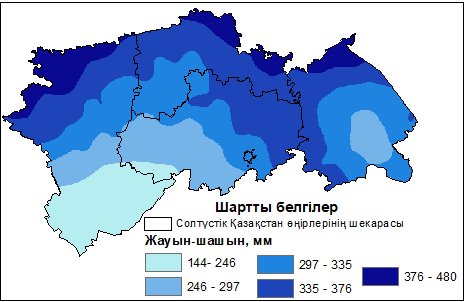 Шартты белгілер
Солтүстік Қазақстан өңірлерінің шекарасы
Жауын-шашын, мм
144 - 246
246 - 297
297 - 335
335 - 376
376 - 480